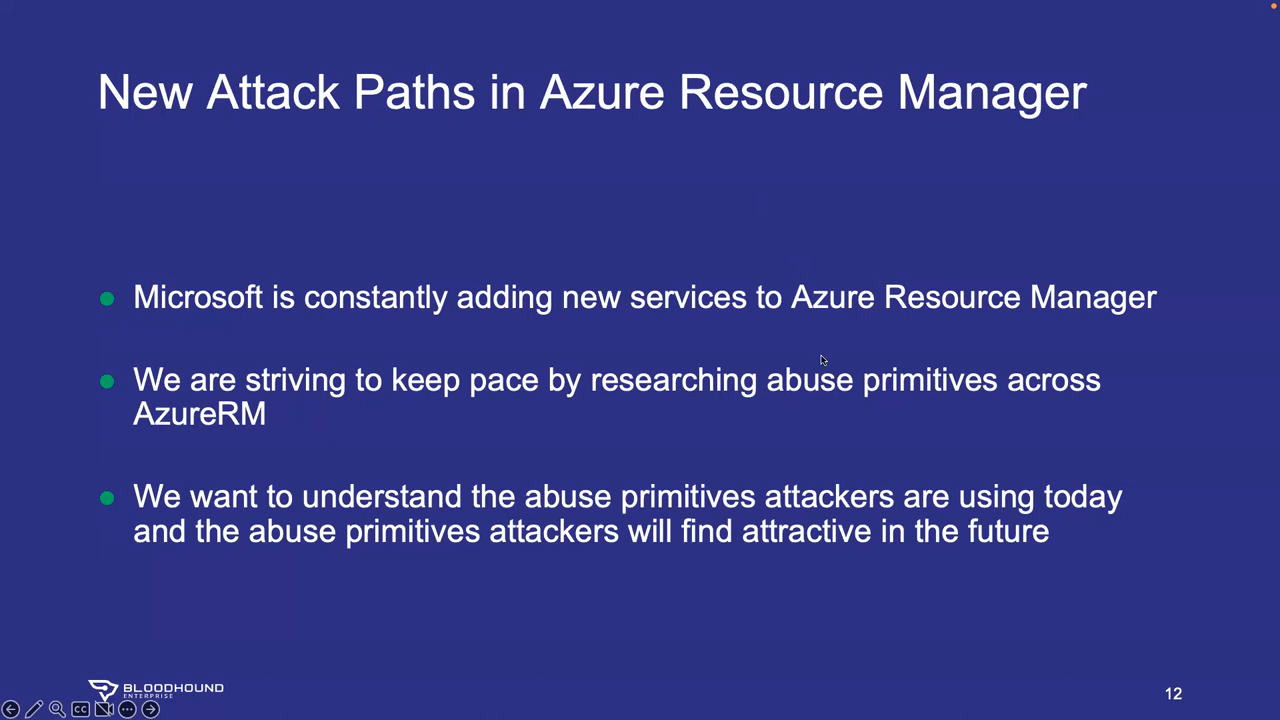 New Attack Paths in Azure Resource Manager
Microsoft is constantly adding new services to Azure Resource Manager
We are striving to keep pace by researching abuse primitives across
AzureRM
We want to understand the abuse primitives attackers are using today
and the abuse primitives attackers will find attractive in the future
BLOODHOUND
ENTERPRISE
12
CC